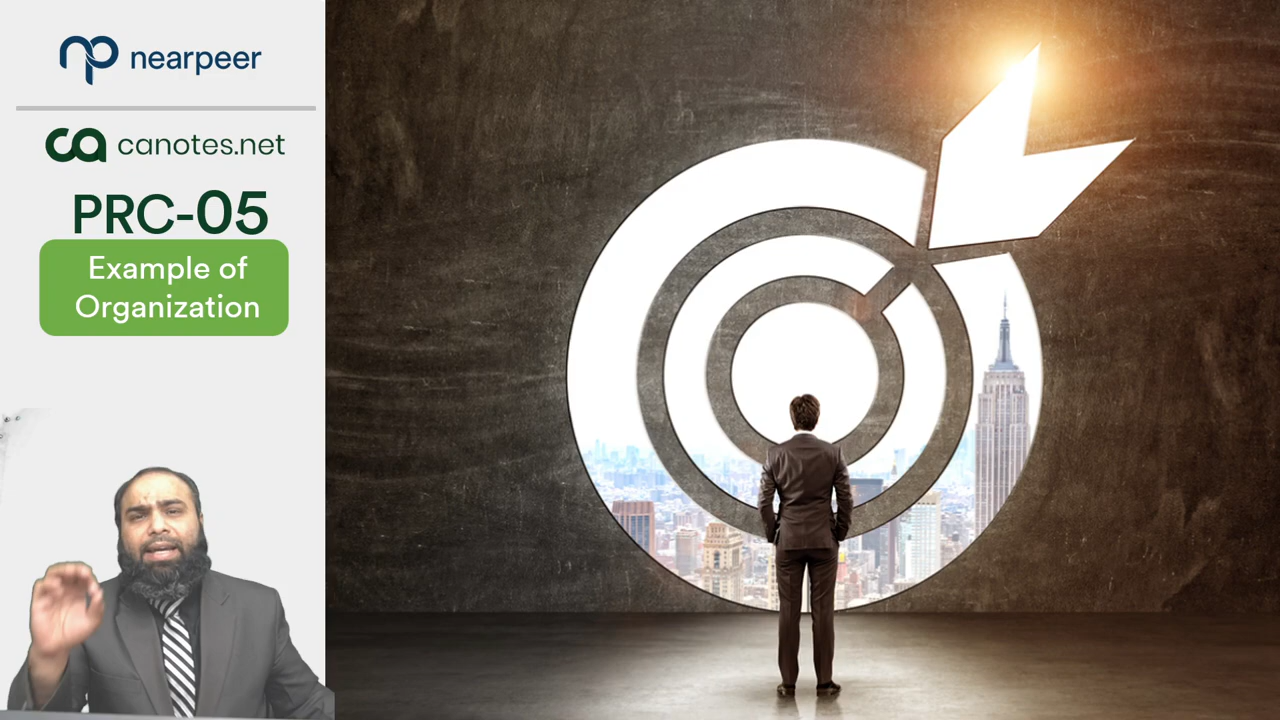 nearpeer
canotes.net
PRC-05
Example of
Organization